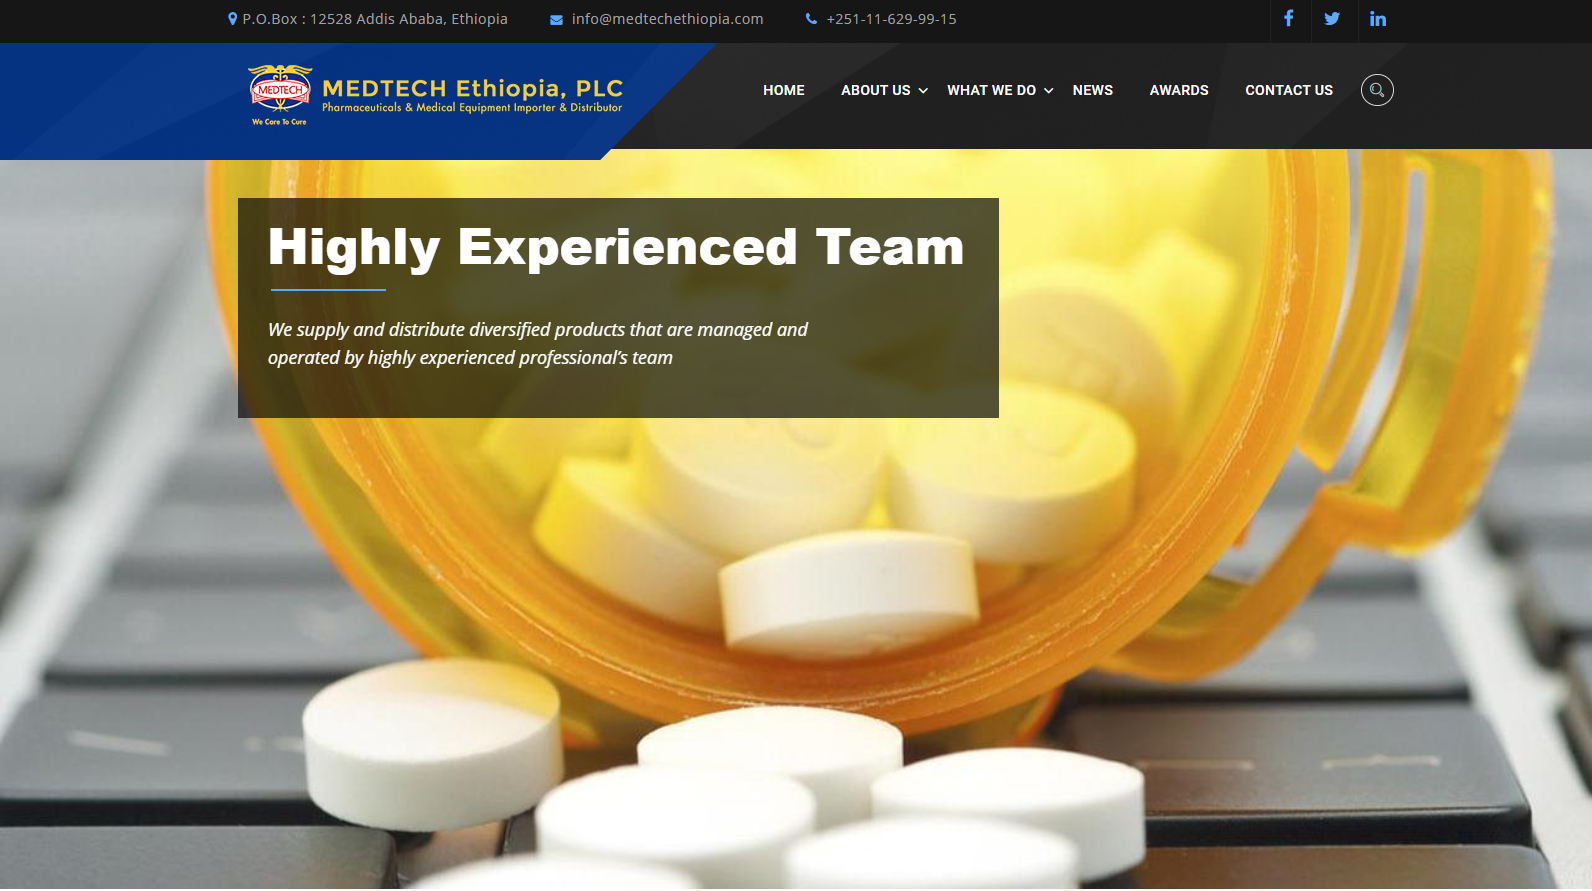 P.O.Box : 12528 Addis Ababa, Ethiopia
info@medtechethiopia.com
+251-11-629-99-15
MEDTECH
We Care To Cure
MEDTECH Ethiopia, PLC
Pharmaceuticals & Medical Equipment Importer & Distributor
HOME
ABOUT US
WHAT WE DO
NEWS
AWARDS
CONTACT US
Highly Experienced Team
We supply and distribute diversified products that are managed and
operated by highly experienced professional's team